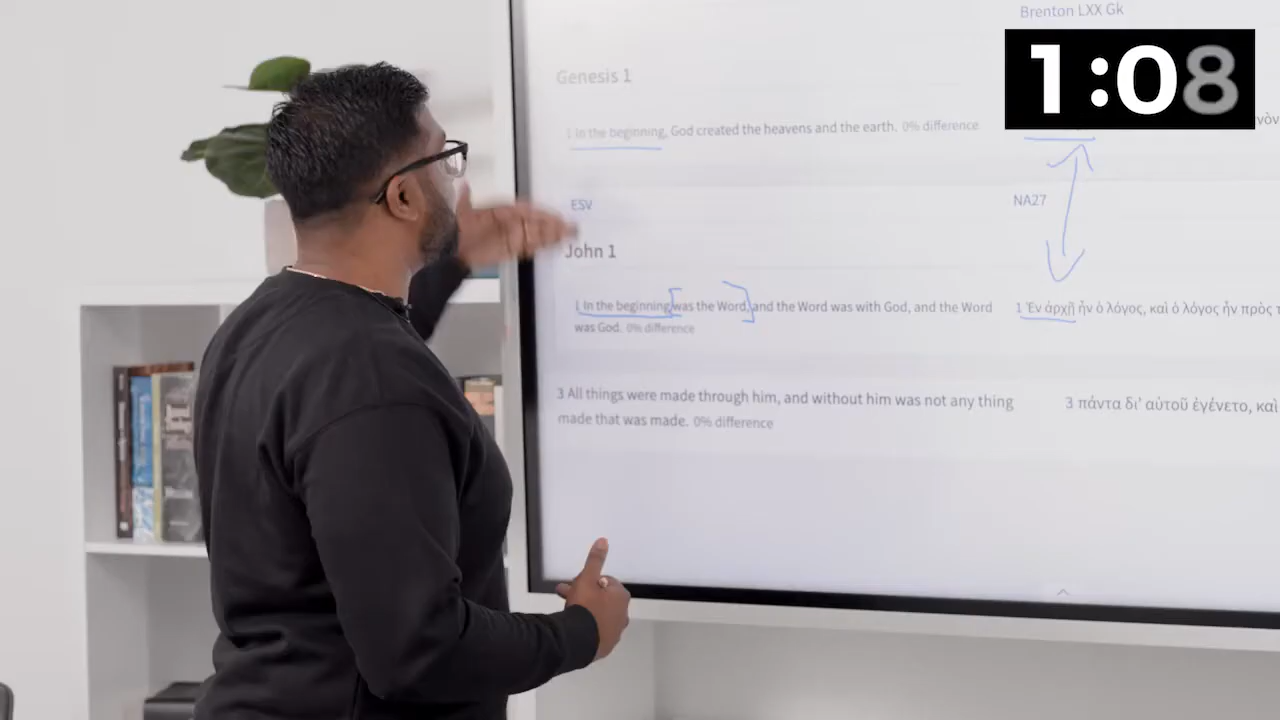 Brenton LXX Gk
1:08
Genesis 1
1 In the beginning, God created the heavens and the earth. 0% difference
ESV
NA27
John 1
1 In the beginning was the Word, and the Word was with God, and the Word
was God. 0% difference
1 Ἐν ἀρχῇ ἦν ὁ λόγος, καὶ ὁ λόγος ἦν πρὸς
3 All things were made through him, and without him was not any thing
made that was made. 0% difference
3 πάντα δι’ αὐτοῦ ἐγένετο, καὶ